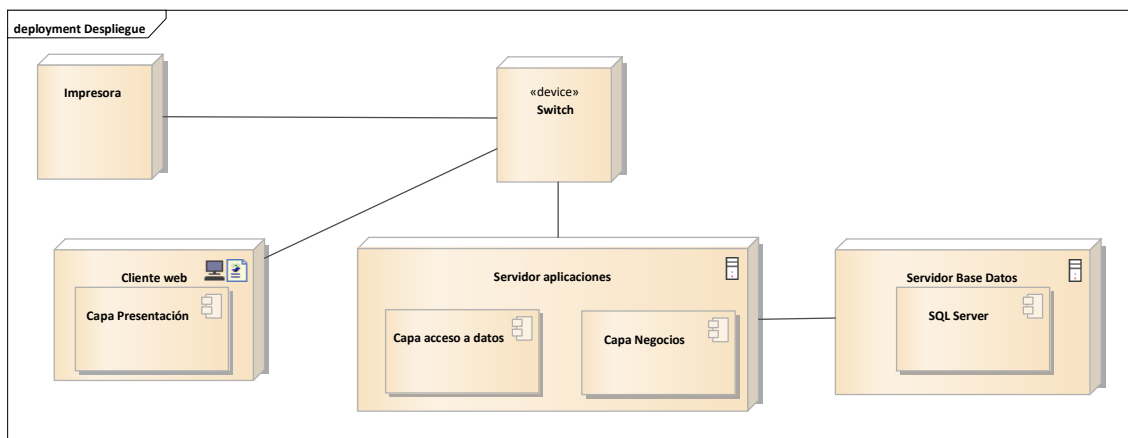 deployment Despliegue
Impresora
«device»
Switch
Cliente web
Capa Presentación
Servidor aplicaciones
Capa acceso a datos
Capa Negocios
Servidor Base Datos
SQL Server